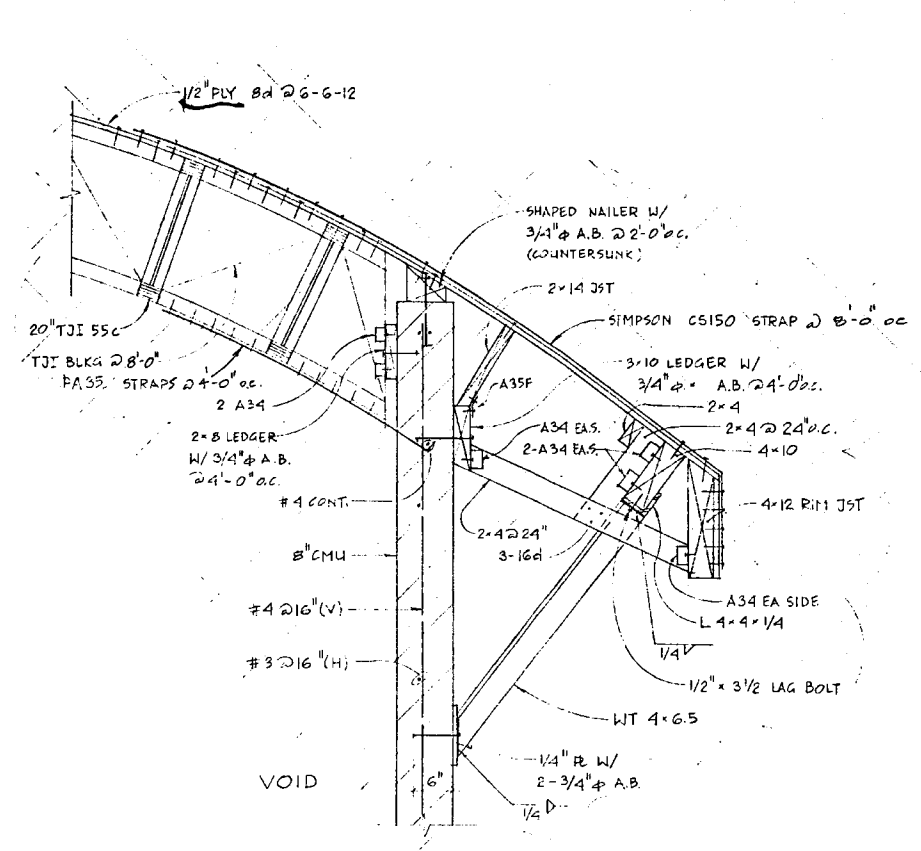 1/2" PLY 8d @ 6-6-12
SHAPED NAILER W/
3/4"ϕ A.B. @ 2'-0" o.c.
(COUNTERSUNK)
2×14 JST
SIMPSON CS150 STRAP @ 8'-0" oc
20" TJI 55c
TJI BLKG @ 8'-0"
PA35 STRAPS @ 4'-0" o.c.
2 A34
2×8 LEDGER
W/ 3/4"ϕ A.B.
@ 4'-0" o.c.
3×10 LEDGER W/
3/4"ϕ × A.B. @ 4'-0" o.c.
A35F
2×4
2×4 @ 24" o.c.
4×10
A34 EA.S.
2-A34 EA.S.
#4 CONT.
4×12 RIM JST
2×4 @ 24"
3-16d
8" CMU
A34 EA SIDE
L 4×4×1/4
#4 @ 16" (V)
1/4
#3 @ 16" (H)
1/2" × 3 1/2 LAG BOLT
WT 4×6.5
1/4" PL W/
2-3/4"ϕ A.B.
VOID
6"
1/4